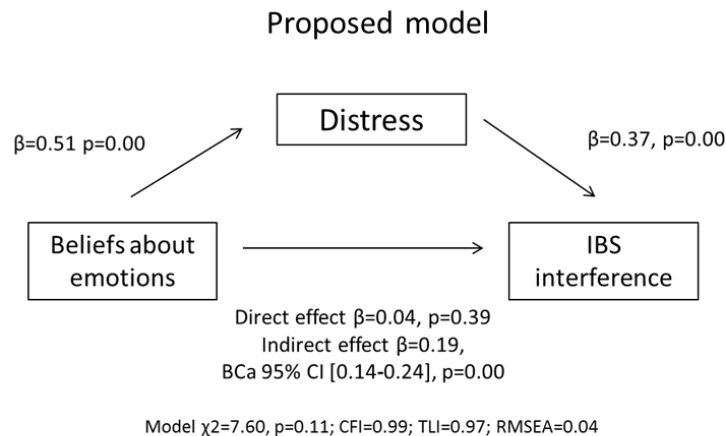 Proposed model
Distress
β=0.51 p=0.00
β=0.37, p=0.00
Beliefs about
emotions
IBS
interference
Direct effect β=0.04, p=0.39
Indirect effect β=0.19,
BCa 95% CI [0.14-0.24], p=0.00
Model χ2=7.60, p=0.11; CFI=0.99; TLI=0.97; RMSEA=0.04